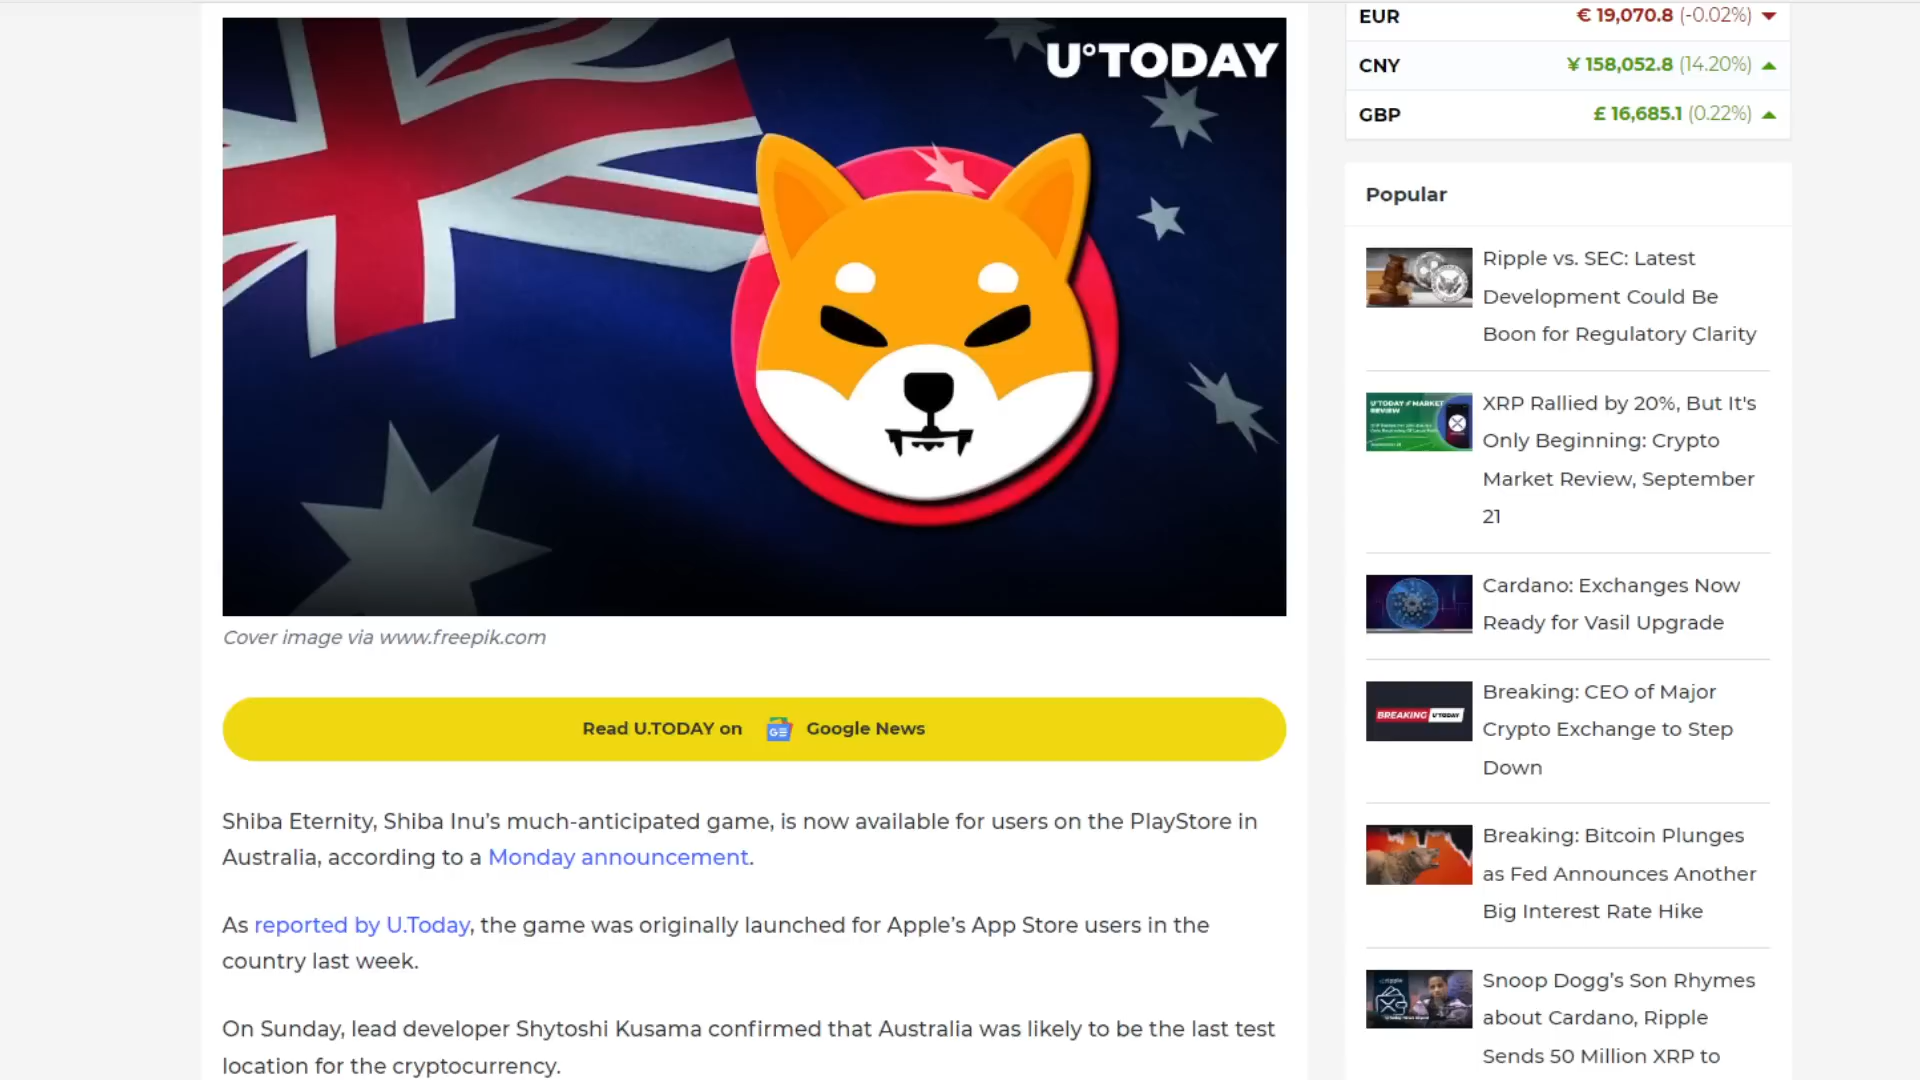 U°TODAY
Cover image via www.freepik.com
Read U.TODAY on GE Google News
Shiba Eternity, Shiba Inu’s much-anticipated game, is now available for users on the PlayStore in
Australia, according to a Monday announcement.
As reported by U.Today, the game was originally launched for Apple’s App Store users in the
country last week.
On Sunday, lead developer Shytoshi Kusama confirmed that Australia was likely to be the last test
location for the cryptocurrency.
EUR € 19,070.8 (-0.02%)
CNY ¥ 158,052.8 (14.20%)
GBP £ 16,685.1 (0.22%)
Popular
Ripple vs. SEC: Latest
Development Could Be
Boon for Regulatory Clarity
U°TODAY MARKET
REVIEW
XRP Rallied by 20%, But It's
Only Beginning: Crypto
Market Review, September
21
Cardano: Exchanges Now
Ready for Vasil Upgrade
BREAKING U°TODAY
Breaking: CEO of Major
Crypto Exchange to Step
Down
Breaking: Bitcoin Plunges
as Fed Announces Another
Big Interest Rate Hike
ripple
Snoop Dogg’s Son Rhymes
about Cardano, Ripple
Sends 50 Million XRP to